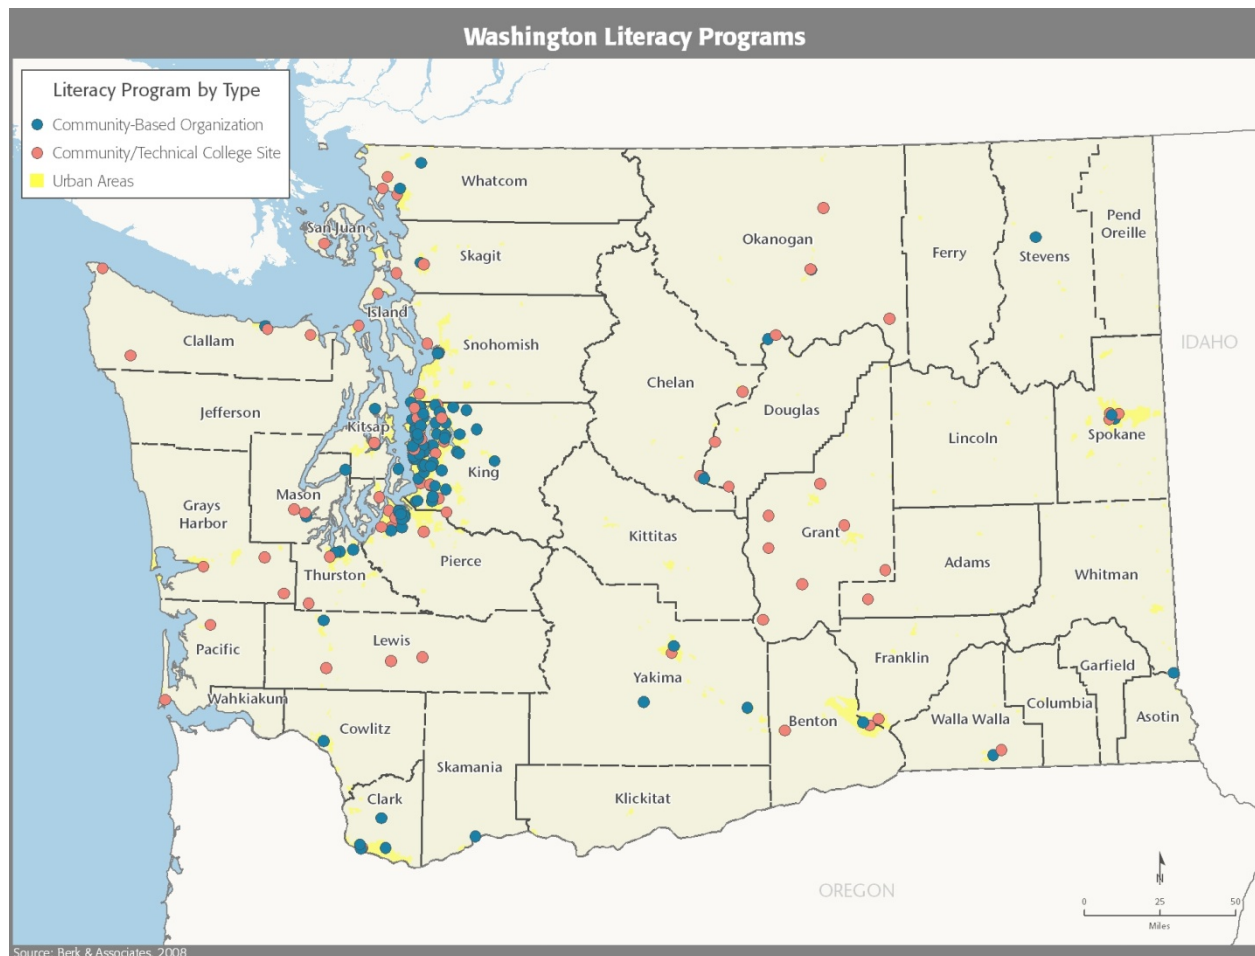 Washington Literacy Programs
Literacy Program by Type
Community-Based Organization
Community/Technical College Site
Urban Areas
Whatcom
San Juan
Skagit
Okanogan
Ferry
Stevens
Pend
Oreille
Island
Clallam
Snohomish
IDAHO
Chelan
Douglas
Jefferson
Kitsap
Lincoln
Spokane
King
Mason
Grays
Harbor
Grant
Kittitas
Pierce
Thurston
Adams
Whitman
Pacific
Lewis
Yakima
Franklin
Garfield
Wahkiakum
Columbia
Cowlitz
Benton
Walla Walla
Asotin
Skamania
Clark
Klickitat
OREGON
N
0 25 50
Miles
Source: Berk & Associates, 2008